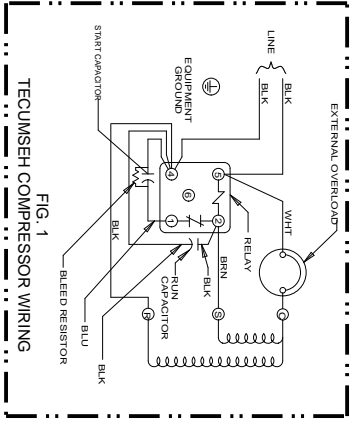 EXTERNAL OVERLOAD
LINE
BLK
BLK
WHT
C
EQUIPMENT
GROUND
5
4
6
2
1
RELAY
BRN
S
START CAPACITOR
BLK
RUN
CAPACITOR
BLK
R
BLU
BLK
BLEED RESISTOR
FIG. 1
TECUMSEH COMPRESSOR WIRING